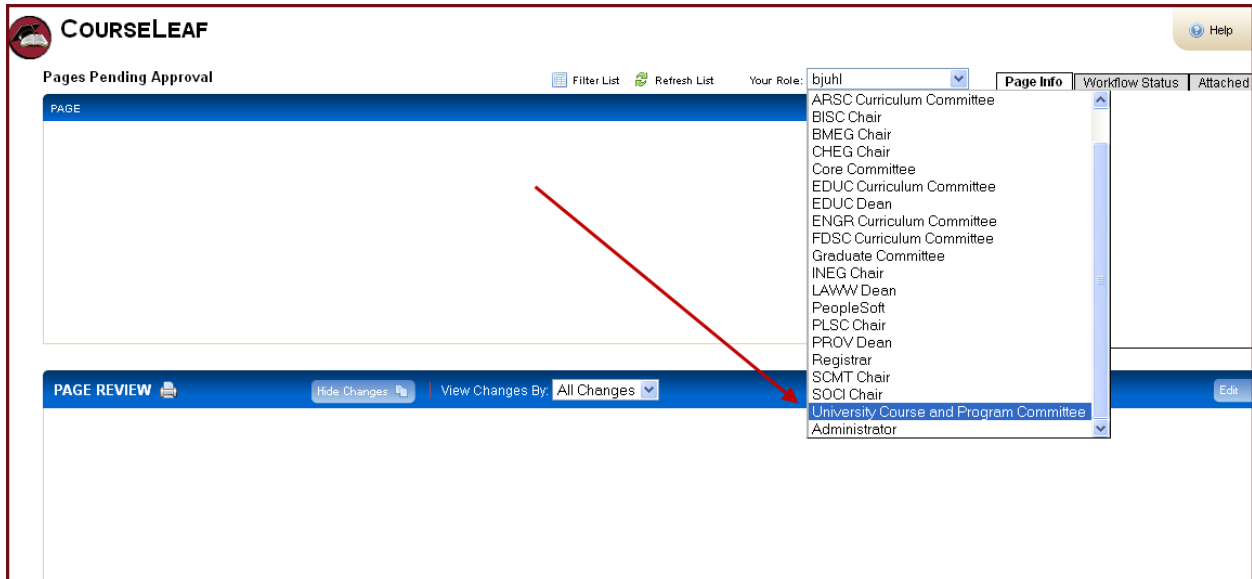 COURSELEAF
Help
Pages Pending Approval
Filter List
Refresh List
Your Role: bjuhl
Page Info
Workflow Status
Attached
PAGE
ARSC Curriculum Committee
BISC Chair
BMEG Chair
CHEG Chair
Core Committee
EDUC Curriculum Committee
EDUC Dean
ENGR Curriculum Committee
FDSC Curriculum Committee
Graduate Committee
INEG Chair
LAWW Dean
PeopleSoft
PLSC Chair
PROV Dean
Registrar
SCMT Chair
SOCI Chair
University Course and Program Committee
Administrator
PAGE REVIEW
Hide Changes
View Changes By: All Changes
Edit